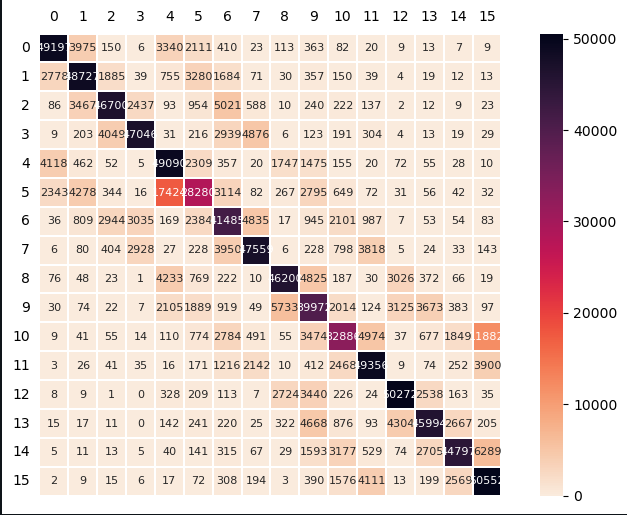 0 1 2 3 4 5 6 7 8 9 10 11 12 13 14 15
0 3975 150 6 3340 2111 410 23 113 363 82 20 9 13 7 9
1 2778 1885 39 755 3280 1684 71 30 357 150 39 4 19 12 13
2 86 3467 46700 2437 93 954 5021 588 10 240 222 137 2 12 9 23
3 9 203 4049 47046 31 216 2939 4876 6 123 191 304 4 13 19 29
4 4118 462 52 5 49090 2309 357 20 1747 1475 155 20 72 55 28 10
5 2343 4278 344 16 17424 28280 3114 82 267 2795 649 72 31 56 42 32
6 36 809 2944 3035 169 2384 41485 4835 17 945 2101 987 7 53 54 83
7 6 80 404 2928 27 228 3950 47559 6 228 798 3818 5 24 33 143
8 76 48 23 1 4233 769 222 10 46200 4825 187 30 3026 372 66 19
9 30 74 22 7 2105 1889 919 49 5733 2014 124 3125 3673 383 97
10 9 41 55 14 110 774 2784 491 55 3474 4974 37 677 1849
11 3 26 41 35 16 171 1216 2142 10 412 2468 49356 9 74 252 3900
12 8 9 1 0 328 209 113 7 2724 3440 226 24 2538 163 35
13 15 17 11 0 142 241 220 25 322 4668 876 93 4304 45994 2667 205
14 5 11 13 5 40 141 315 67 29 1593 3177 529 74 2705 44797 6289
15 2 9 15 6 17 72 308 194 3 390 1576 4111 13 199 2569
50000
40000
30000
20000
10000
0